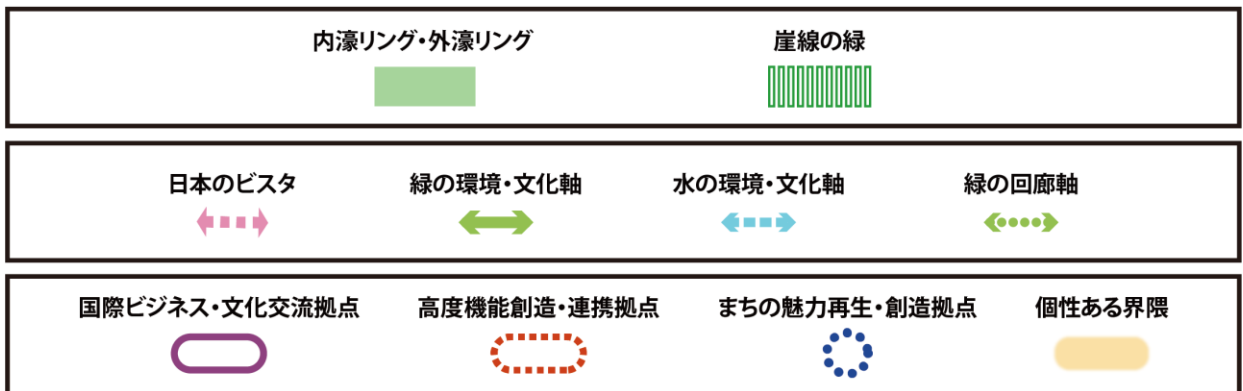 内濠リング・外濠リング 崖線の緑
日本のビスタ 緑の環境・文化軸 水の環境・文化軸 緑の回廊軸
国際ビジネス・文化交流拠点 高度機能創造・連携拠点 まちの魅力再生・創造拠点 個性ある界隈